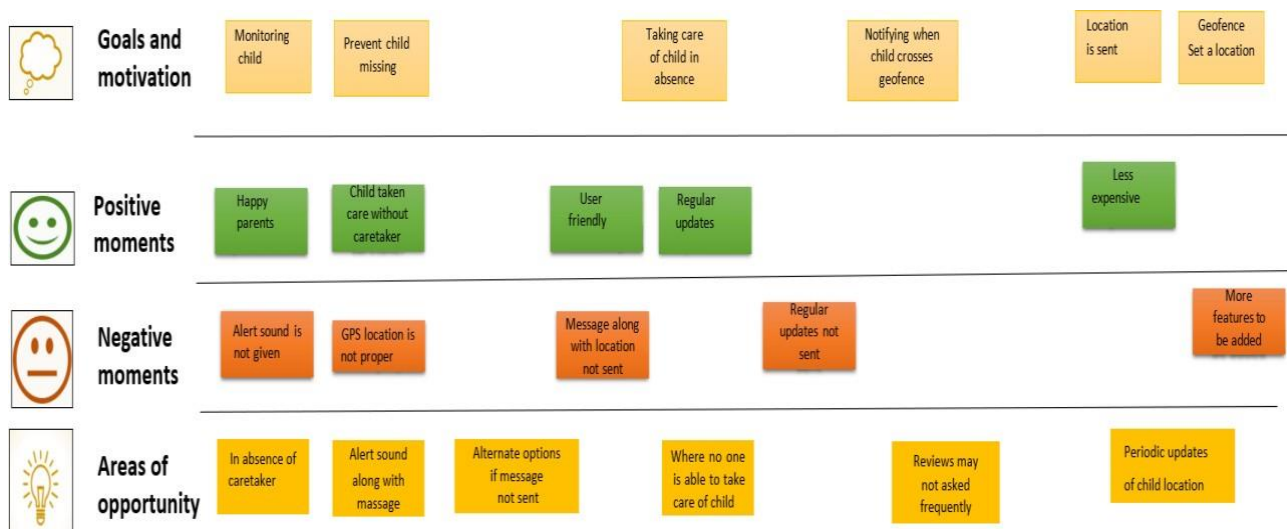 Goals and
motivation
Monitoring
child
Prevent child
missing
Taking care
of child in
absence
Notifying when
child crosses
geofence
Location
is sent
Geofence
Set a location
Positive
moments
Happy
parents
Child taken
care without
caretaker
User
friendly
Regular
updates
Less
expensive
Negative
moments
Alert sound is
not given
GPS location is
not proper
Message along
with location
not sent
Regular
updates not
sent
More
features to
be added
Areas of
opportunity
In absence of
caretaker
Alert sound
along with
massage
Alternate options
if message
not sent
Where no one
is able to take
care of child
Reviews may
not asked
frequently
Periodic updates
of child location